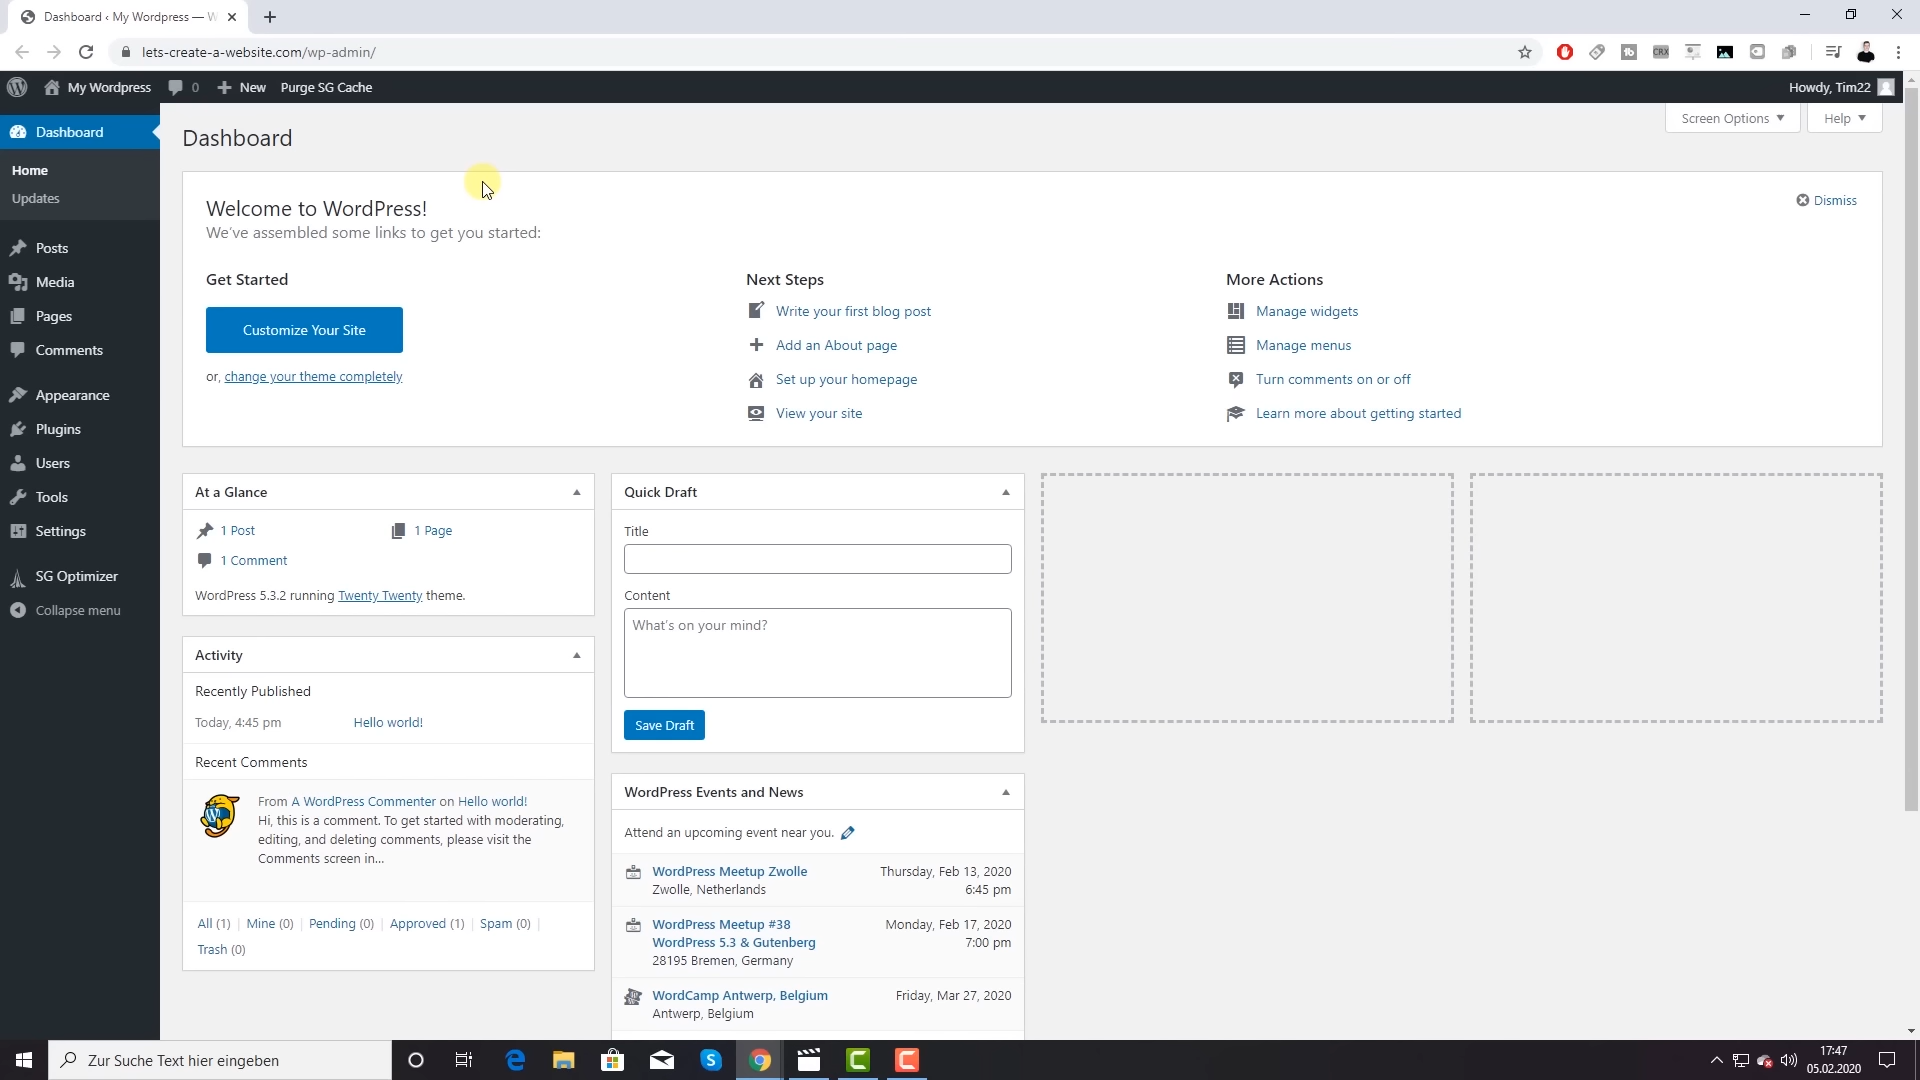 Dashboard ‹ My Wordpress — W
lets-create-a-website.com/wp-admin/
My Wordpress
0
New
Purge SG Cache
Howdy, Tim22
Dashboard
Home
Updates
Posts
Media
Pages
Comments
Appearance
Plugins
Users
Tools
Settings
SG Optimizer
Collapse menu
Dashboard
Screen Options
Help
Welcome to WordPress!
We've assembled some links to get you started:
Dismiss
Get Started
Customize Your Site
or, change your theme completely
Next Steps
Write your first blog post
Add an About page
Set up your homepage
View your site
More Actions
Manage widgets
Manage menus
Turn comments on or off
Learn more about getting started
At a Glance
1 Post
1 Page
1 Comment
WordPress 5.3.2 running Twenty Twenty theme.
Activity
Recently Published
Today, 4:45 pm Hello world!
Recent Comments
From A WordPress Commenter on Hello world!
Hi, this is a comment. To get started with moderating,
editing, and deleting comments, please visit the
Comments screen in...
All (1) | Mine (0) | Pending (0) | Approved (1) | Spam (0) |
Trash (0)
Quick Draft
Title
Content
What's on your mind?
Save Draft
WordPress Events and News
Attend an upcoming event near you.
WordPress Meetup Zwolle
Zwolle, Netherlands
Thursday, Feb 13, 2020
6:45 pm
WordPress Meetup #38
WordPress 5.3 & Gutenberg
28195 Bremen, Germany
Monday, Feb 17, 2020
7:00 pm
WordCamp Antwerp, Belgium
Antwerp, Belgium
Friday, Mar 27, 2020
Zur Suche Text hier eingeben
17:47
05.02.2020